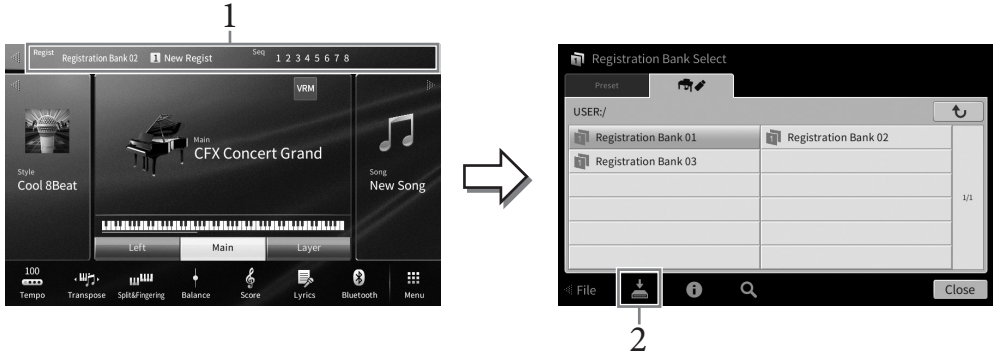 1
Regist Registration Bank 02 1 New Regist Seq 1 2 3 4 5 6 7 8
VRM
Main
CFX Concert Grand
Style
Cool 8Beat
Song
New Song
Left Main Layer
100
Tempo Transpose Split&Fingering Balance Score Lyrics Bluetooth Menu
Registration Bank Select
Preset
USER:/
Registration Bank 01 Registration Bank 02
Registration Bank 03
1/1
File Close
2